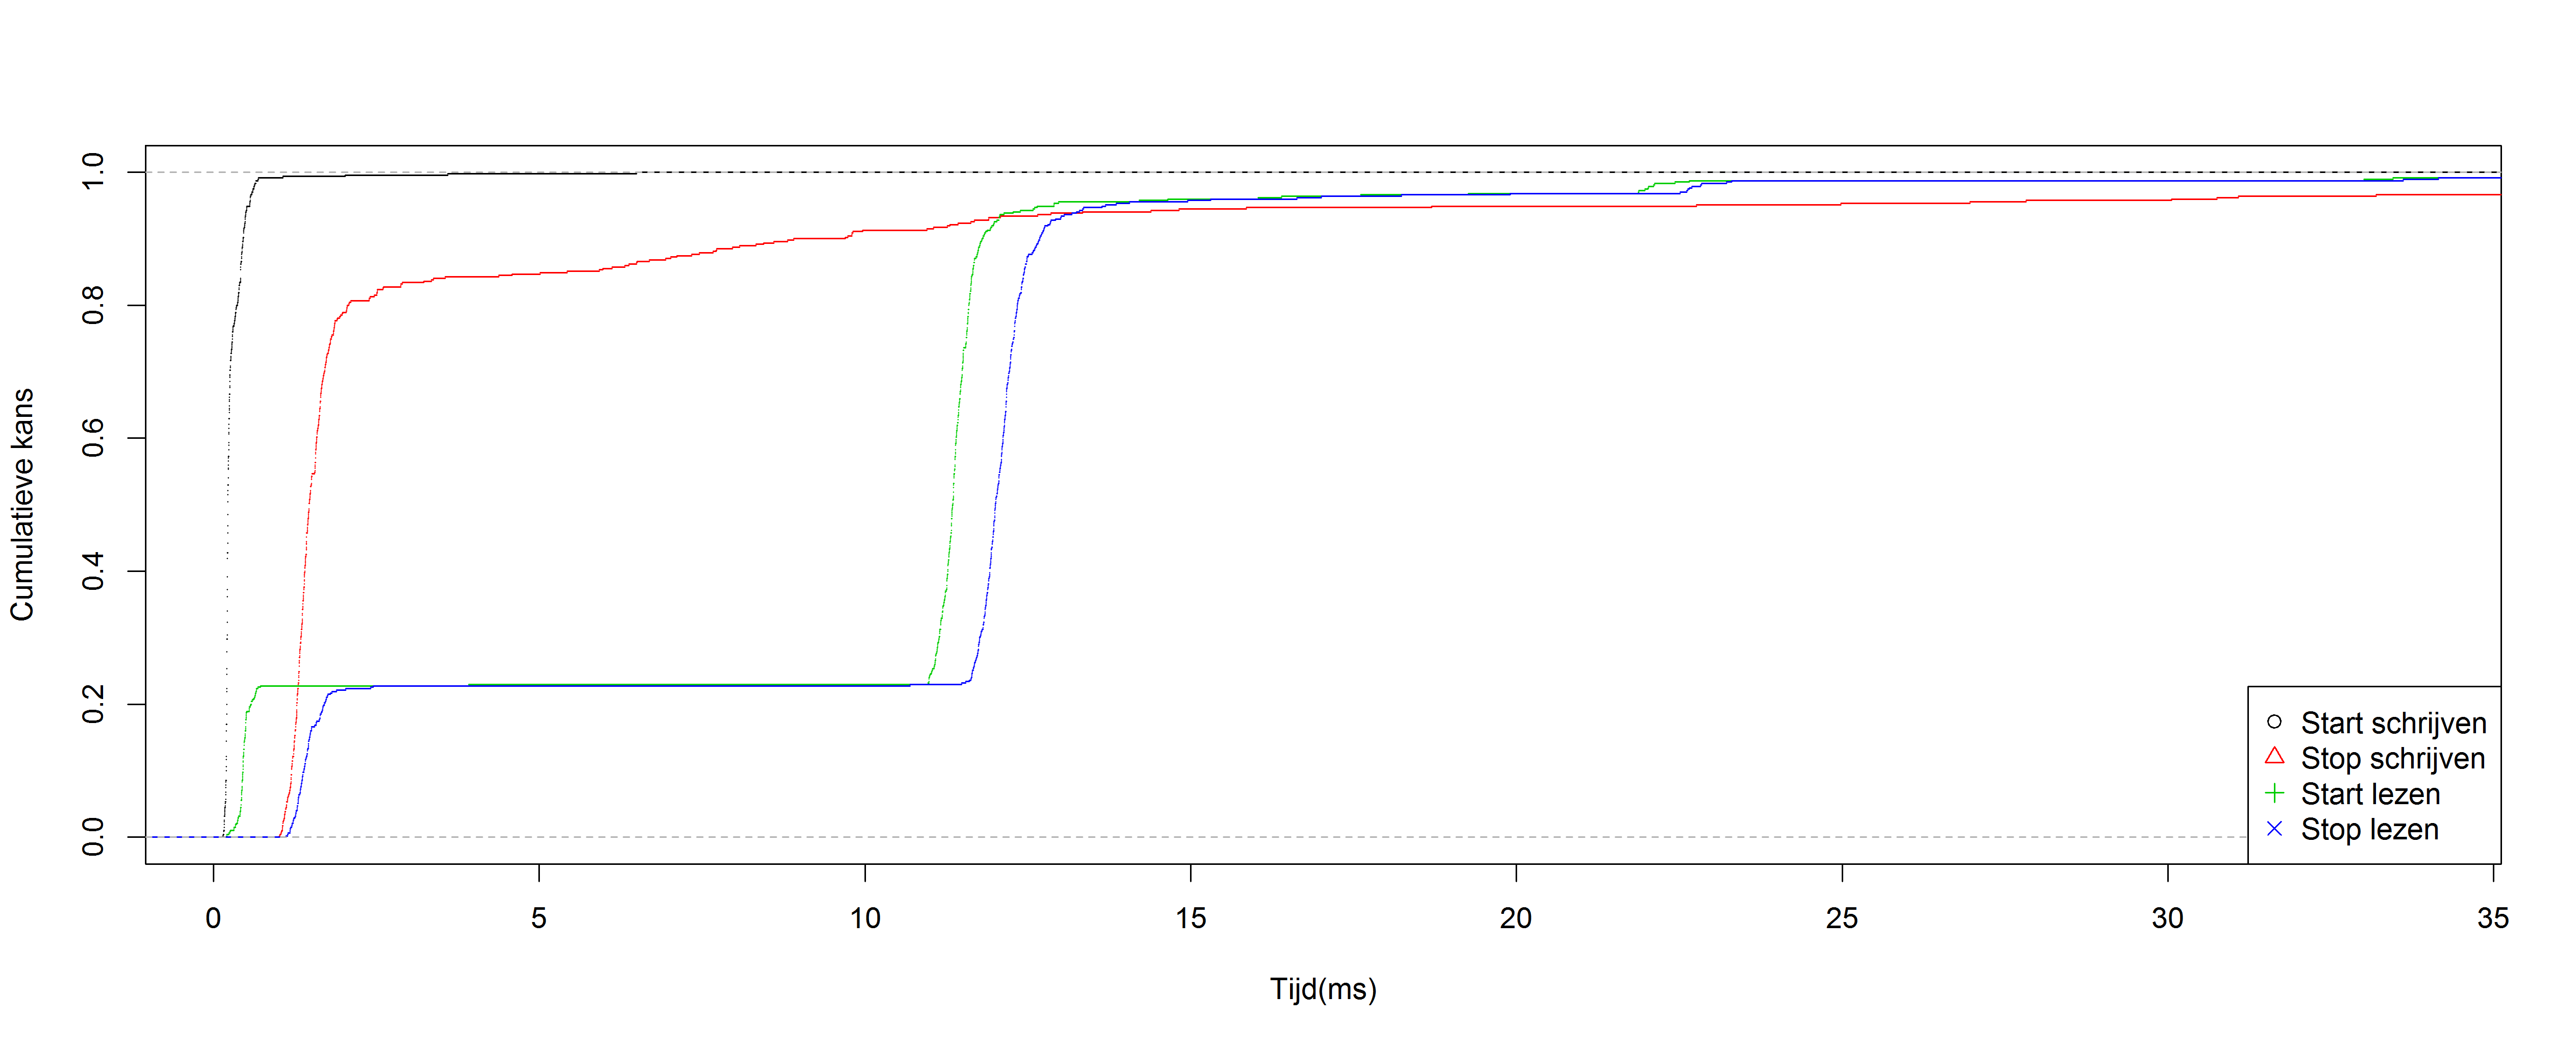 Cumulatieve kans
1.0
0.8
0.6
0.4
0.2
0.0
Start schrijven
Stop schrijven
Start lezen
Stop lezen
0 5 10 15 20 25 30 35
Tijd(ms)